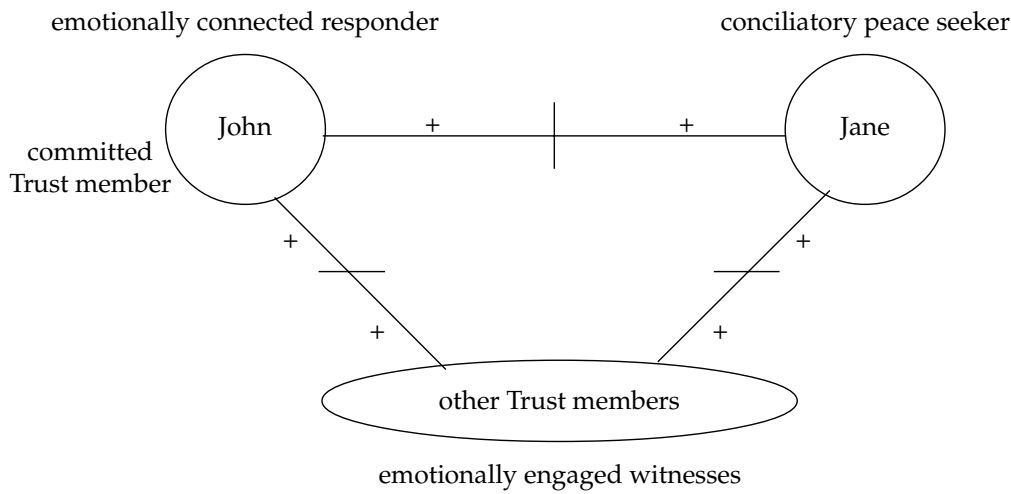 emotionally connected responder
conciliatory peace seeker
John
+
+
Jane
committed
Trust member
+
+
+
+
other Trust members
emotionally engaged witnesses